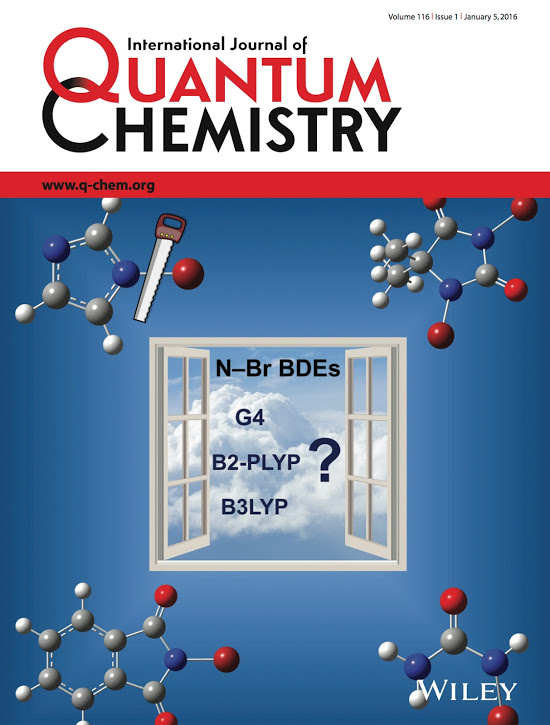 Volume 116 | Issue 1 | January 5, 2016
International Journal of
QUANTUM
CHEMISTRY
www.q-chem.org
N–Br BDEs
G4
B2-PLYP ?
B3LYP
WILEY